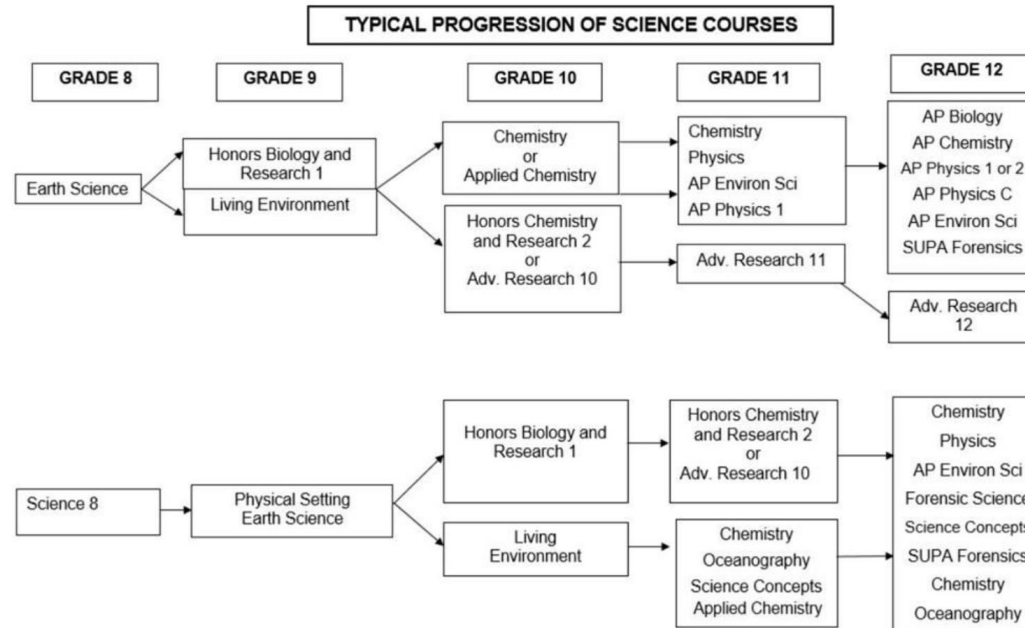 TYPICAL PROGRESSION OF SCIENCE COURSES
GRADE 8
GRADE 9
GRADE 10
GRADE 11
GRADE 12
Earth Science
Honors Biology and
Research 1
Living Environment
Chemistry
or
Applied Chemistry
Honors Chemistry
and Research 2
or
Adv. Research 10
Chemistry
Physics
AP Environ Sci
AP Physics 1
Adv. Research 11
AP Biology
AP Chemistry
AP Physics 1 or 2
AP Physics C
AP Environ Sci
SUPA Forensics
Adv. Research
12
Science 8
Physical Setting
Earth Science
Honors Biology and
Research 1
Living
Environment
Honors Chemistry
and Research 2
or
Adv. Research 10
Chemistry
Oceanography
Science Concepts
Applied Chemistry
Chemistry
Physics
AP Environ Sci
Forensic Science
Science Concepts
SUPA Forensics
Chemistry
Oceanography